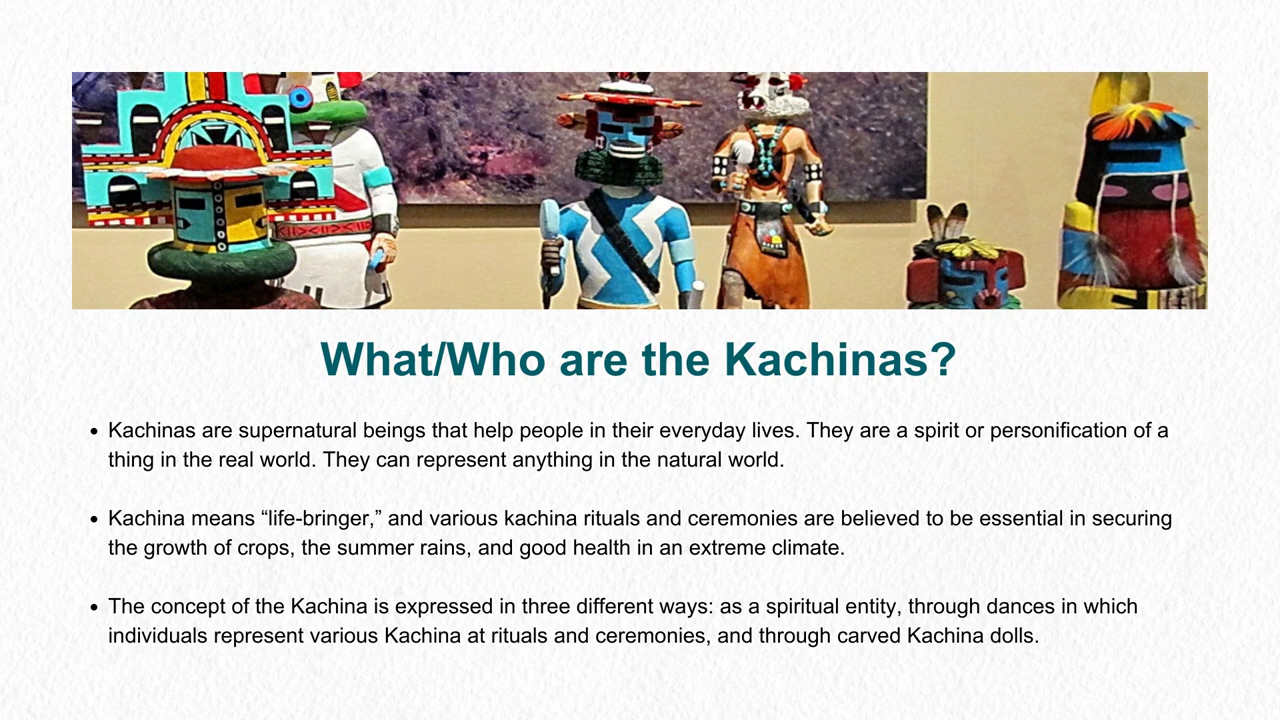 What/Who are the Kachinas?
• Kachinas are supernatural beings that help people in their everyday lives. They are a spirit or personification of a
thing in the real world. They can represent anything in the natural world.
• Kachina means “life-bringer,” and various kachina rituals and ceremonies are believed to be essential in securing
the growth of crops, the summer rains, and good health in an extreme climate.
• The concept of the Kachina is expressed in three different ways: as a spiritual entity, through dances in which
individuals represent various Kachina at rituals and ceremonies, and through carved Kachina dolls.